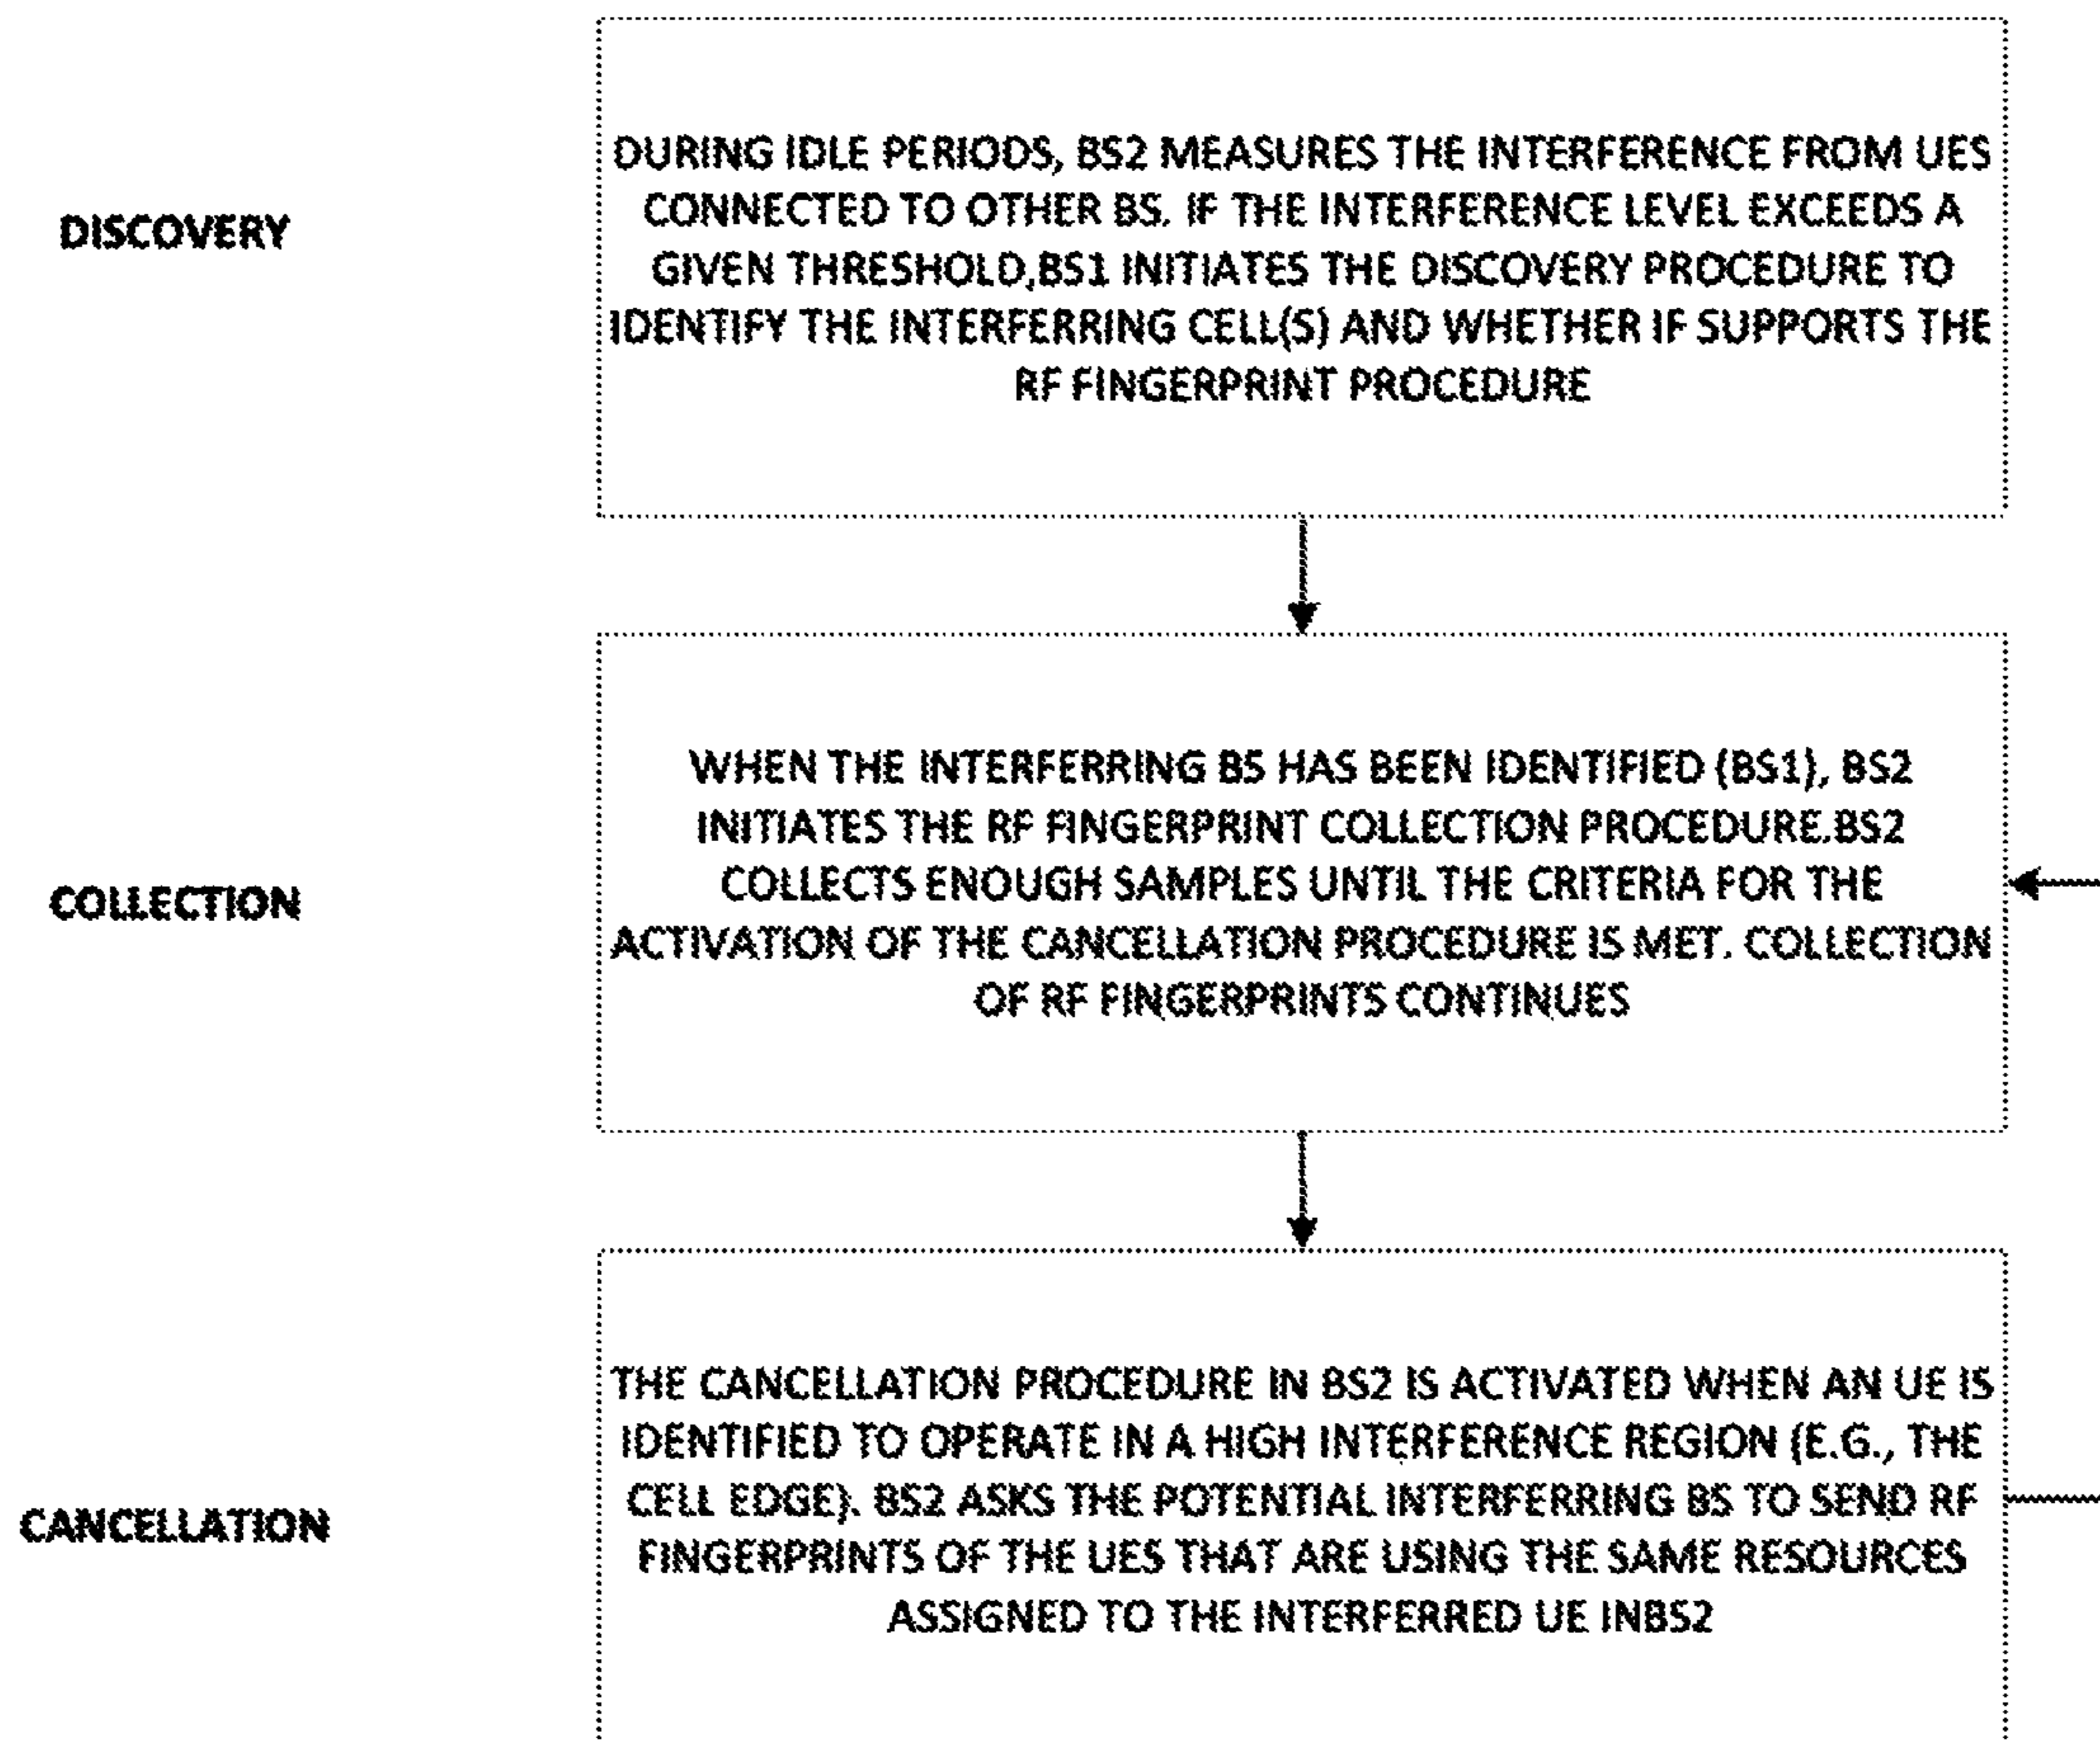 DISCOVERY
DURING IDLE PERIODS, BS2 MEASURES THE INTERFERENCE FROM UES
CONNECTED TO OTHER BS. IF THE INTERFERENCE LEVEL EXCEEDS A
GIVEN THRESHOLD,BS1 INITIATES THE DISCOVERY PROCEDURE TO
IDENTIFY THE INTERFERRING CELL(S) AND WHETHER IF SUPPORTS THE
RF FINGERPRINT PROCEDURE
COLLECTION
WHEN THE INTERFERRING BS HAS BEEN IDENTIFIED (BS1), BS2
INITIATES THE RF FINGERPRINT COLLECTION PROCEDURE.BS2
COLLECTS ENOUGH SAMPLES UNTIL THE CRITERIA FOR THE
ACTIVATION OF THE CANCELLATION PROCEDURE IS MET. COLLECTION
OF RF FINGERPRINTS CONTINUES
CANCELLATION
THE CANCELLATION PROCEDURE IN BS2 IS ACTIVATED WHEN AN UE IS
IDENTIFIED TO OPERATE IN A HIGH INTERFERENCE REGION (E.G., THE
CELL EDGE). BS2 ASKS THE POTENTIAL INTERFERRING BS TO SEND RF
FINGERPRINTS OF THE UES THAT ARE USING THE SAME RESOURCES
ASSIGNED TO THE INTERFERRED UE INBS2